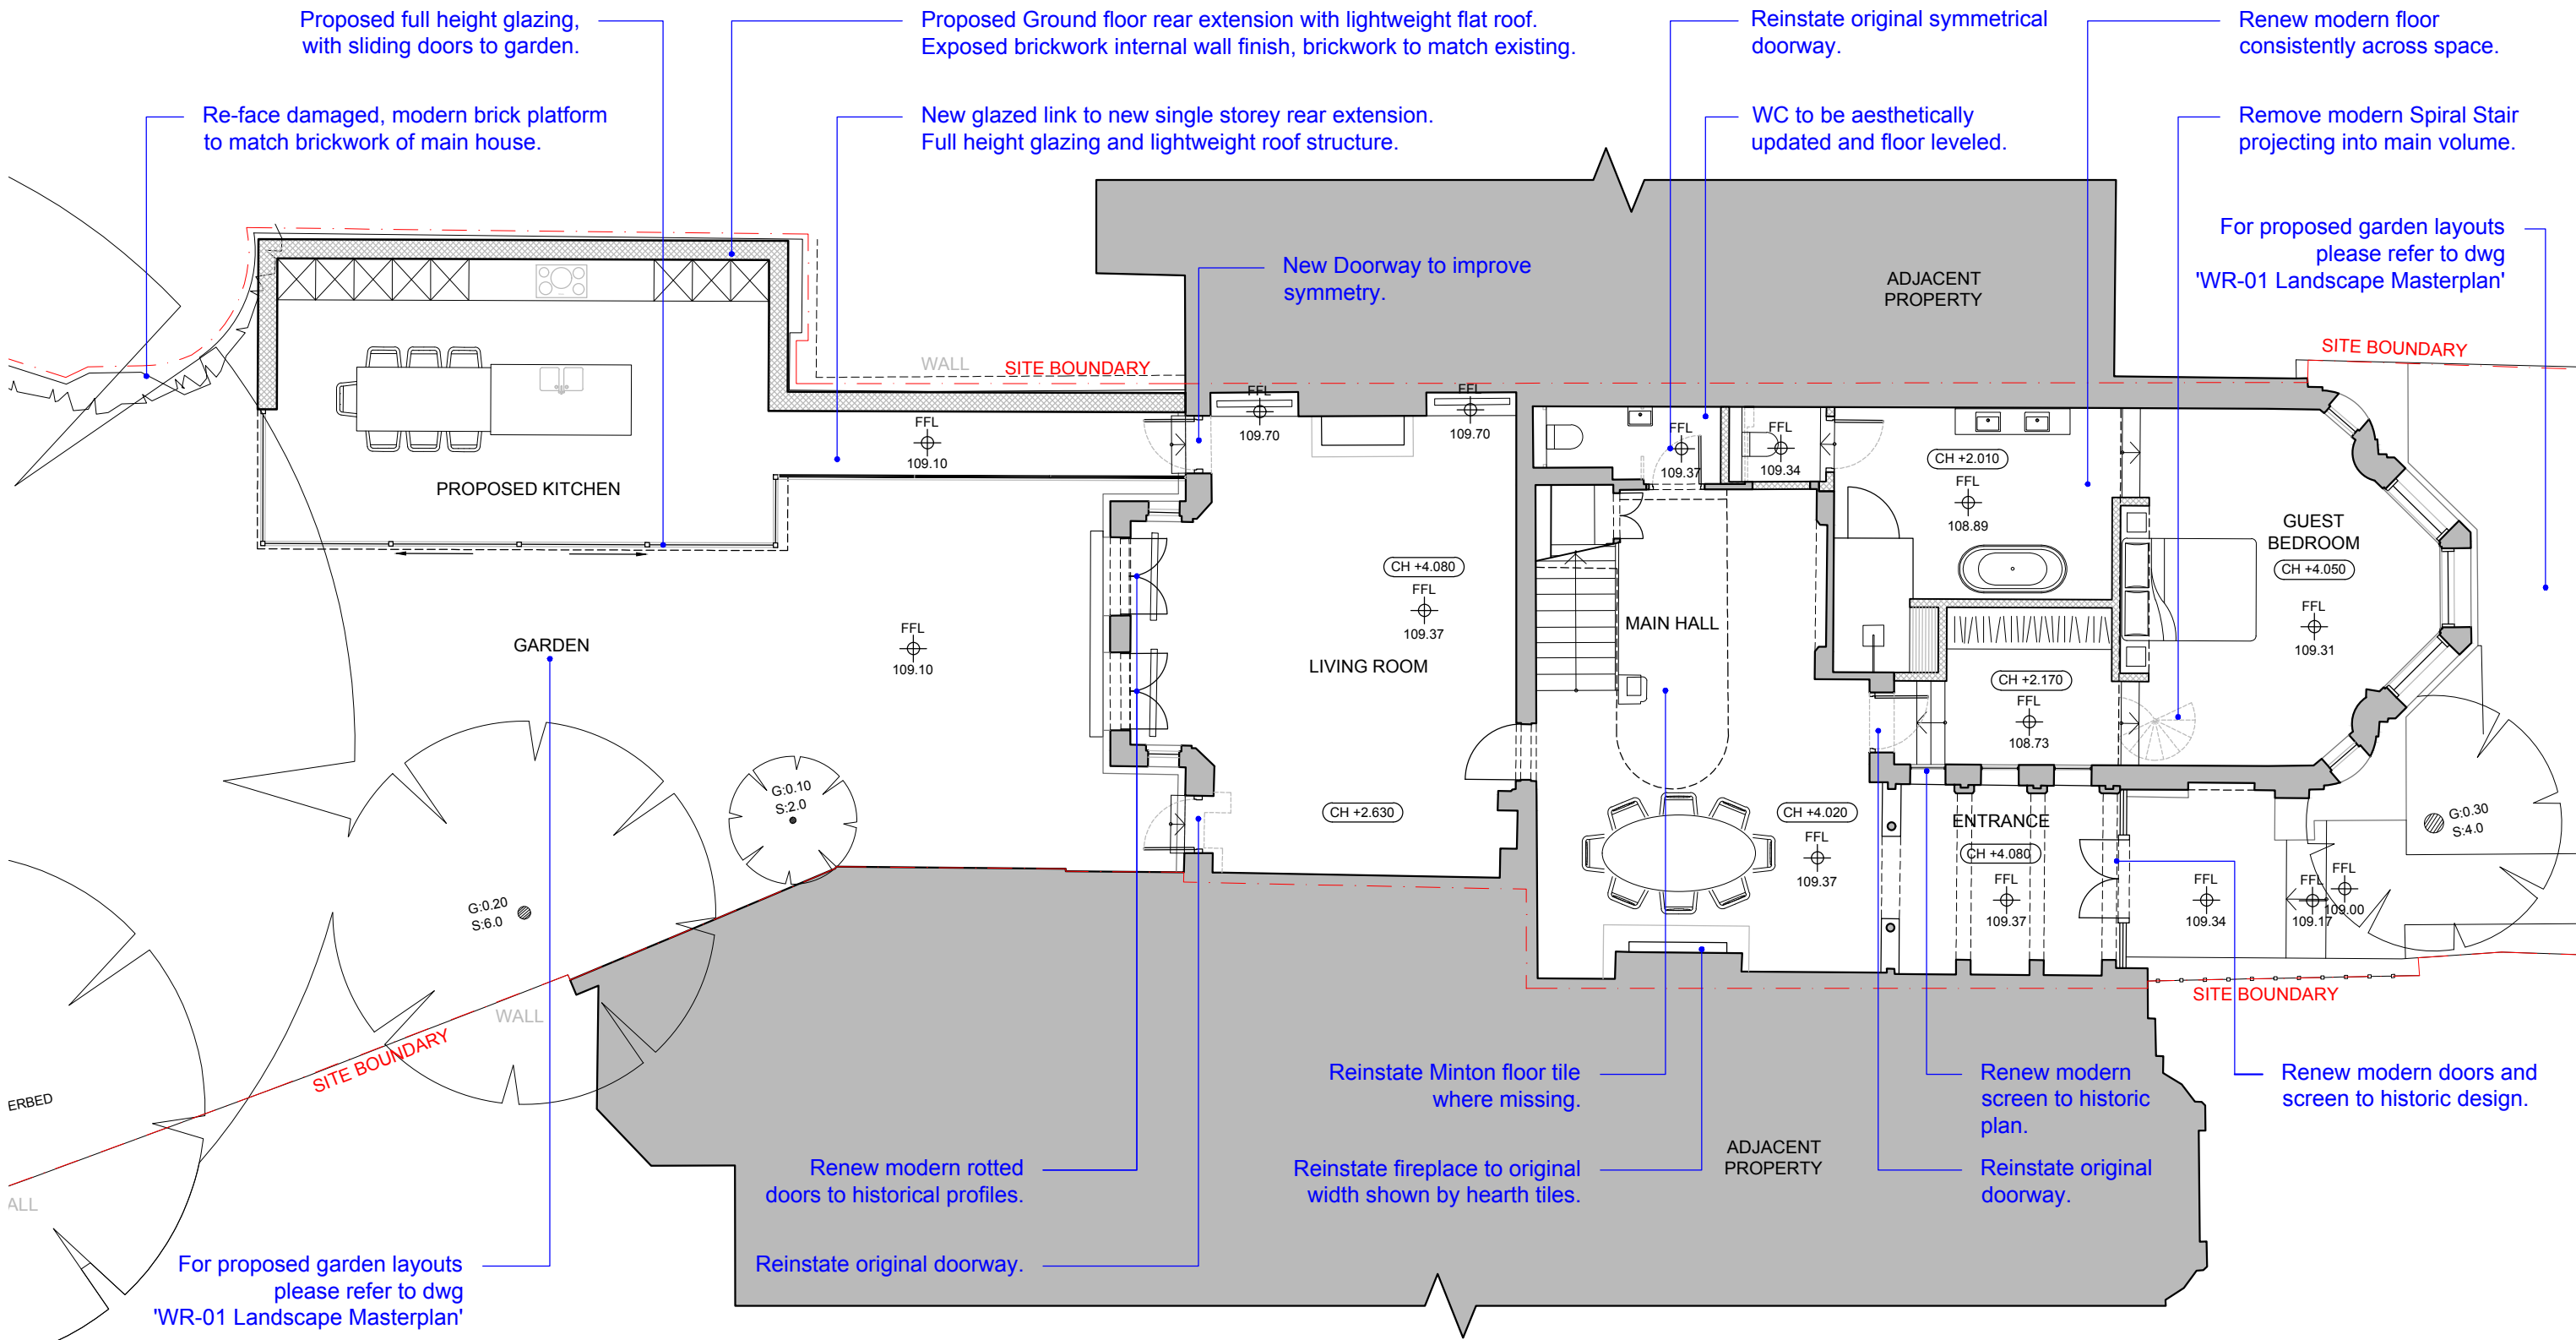 Proposed full height glazing,
with sliding doors to garden.
Proposed Ground floor rear extension with lightweight flat roof.
Exposed brickwork internal wall finish, brickwork to match existing.
Reinstate original symmetrical
doorway.
Renew modern floor
consistently across space.
Re-face damaged, modern brick platform
to match brickwork of main house.
New glazed link to new single storey rear extension.
Full height glazing and lightweight roof structure.
WC to be aesthetically
updated and floor leveled.
Remove modern Spiral Stair
projecting into main volume.
For proposed garden layouts
please refer to dwg
'WR-01 Landscape Masterplan'
New Doorway to improve
symmetry.
ADJACENT
PROPERTY
SITE BOUNDARY
WALL
SITE BOUNDARY
FFL
109.70
FFL
109.70
FFL
109.10
FFL
109.37
FFL
109.34
CH +2.010
FFL
108.89
PROPOSED KITCHEN
GUEST
BEDROOM
CH +4.050
FFL
109.31
CH +4.080
FFL
109.37
LIVING ROOM
MAIN HALL
GARDEN
FFL
109.10
CH +2.170
FFL
108.73
G:0.10
S:2.0
CH +2.630
CH +4.020
FFL
109.37
ENTRANCE
CH +4.080
FFL
109.37
G:0.30
S:4.0
FFL
109.34
FFL
109.17
FFL
109.00
G:0.20
S:6.0
WALL
SITE BOUNDARY
SITE BOUNDARY
ERBED
ALL
Reinstate Minton floor tile
where missing.
Renew modern
screen to historic
plan.
Renew modern doors and
screen to historic design.
ADJACENT
PROPERTY
Renew modern rotted
doors to historical profiles.
Reinstate fireplace to original
width shown by hearth tiles.
Reinstate original
doorway.
Reinstate original doorway.
For proposed garden layouts
please refer to dwg
'WR-01 Landscape Masterplan'